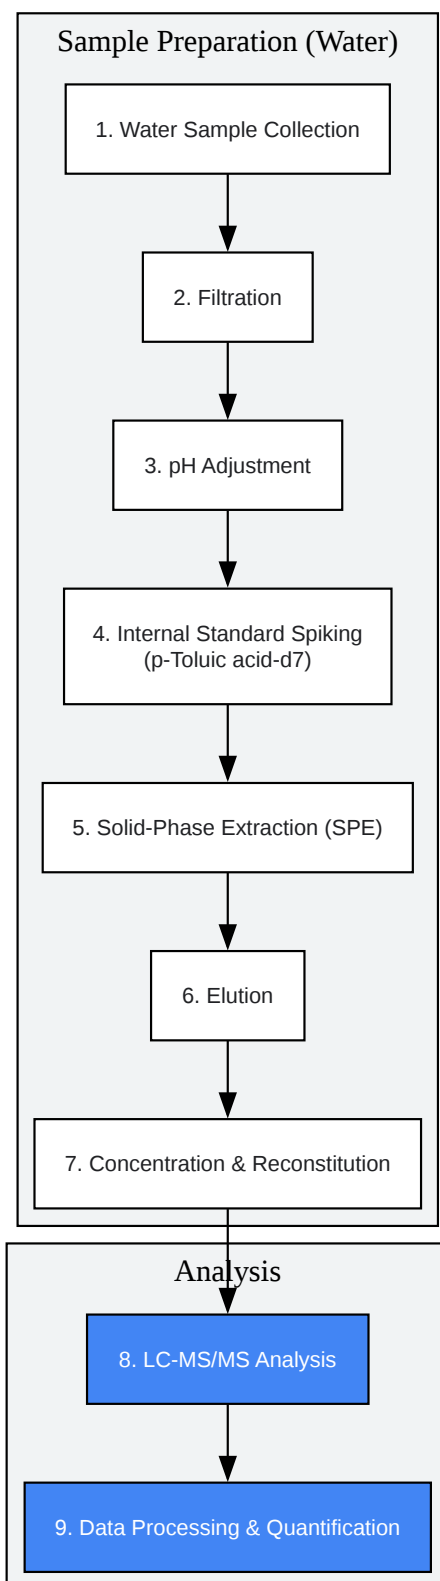 Sample Preparation (Water)
1. Water Sample Collection
2. Filtration
3. pH Adjustment
4. Internal Standard Spiking
(p-Toluic acid-d7)
5. Solid-Phase Extraction (SPE)
6. Elution
7. Concentration & Reconstitution
Analysis
8. LC-MS/MS Analysis
9. Data Processing & Quantification